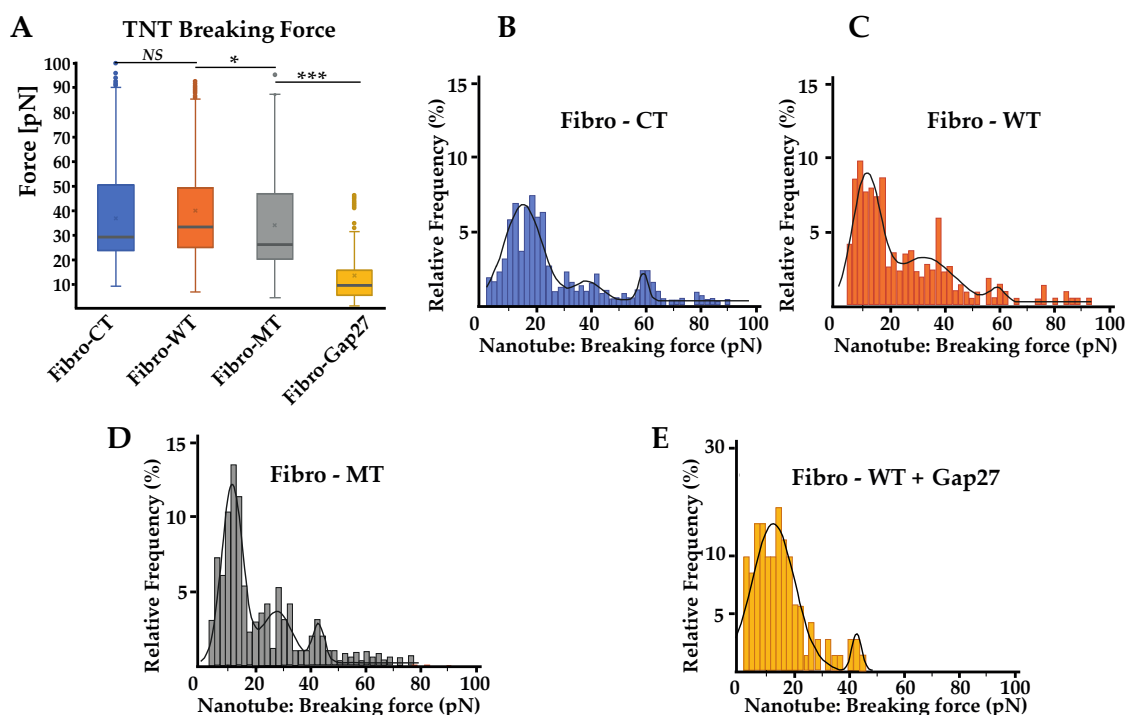 A
TNT Breaking Force
NS
*
***
Force [pN]
100
90
80
70
60
50
40
30
20
10
Fibro-CT
Fibro-WT
Fibro-MT
Fibro-Gap27
B
Fibro - CT
Relative Frequency (%)
15
10
5
0 20 40 60 80 100
Nanotube: Breaking force (pN)
C
Fibro - WT
Relative Frequency (%)
15
10
5
0 20 40 60 80 100
Nanotube: Breaking force (pN)
D
Fibro - MT
Relative Frequency (%)
15
10
5
0 20 40 60 80 100
Nanotube: Breaking force (pN)
E
Fibro - WT + Gap27
Relative Frequency (%)
30
10
5
0 20 40 60 80 100
Nanotube: Breaking force (pN)